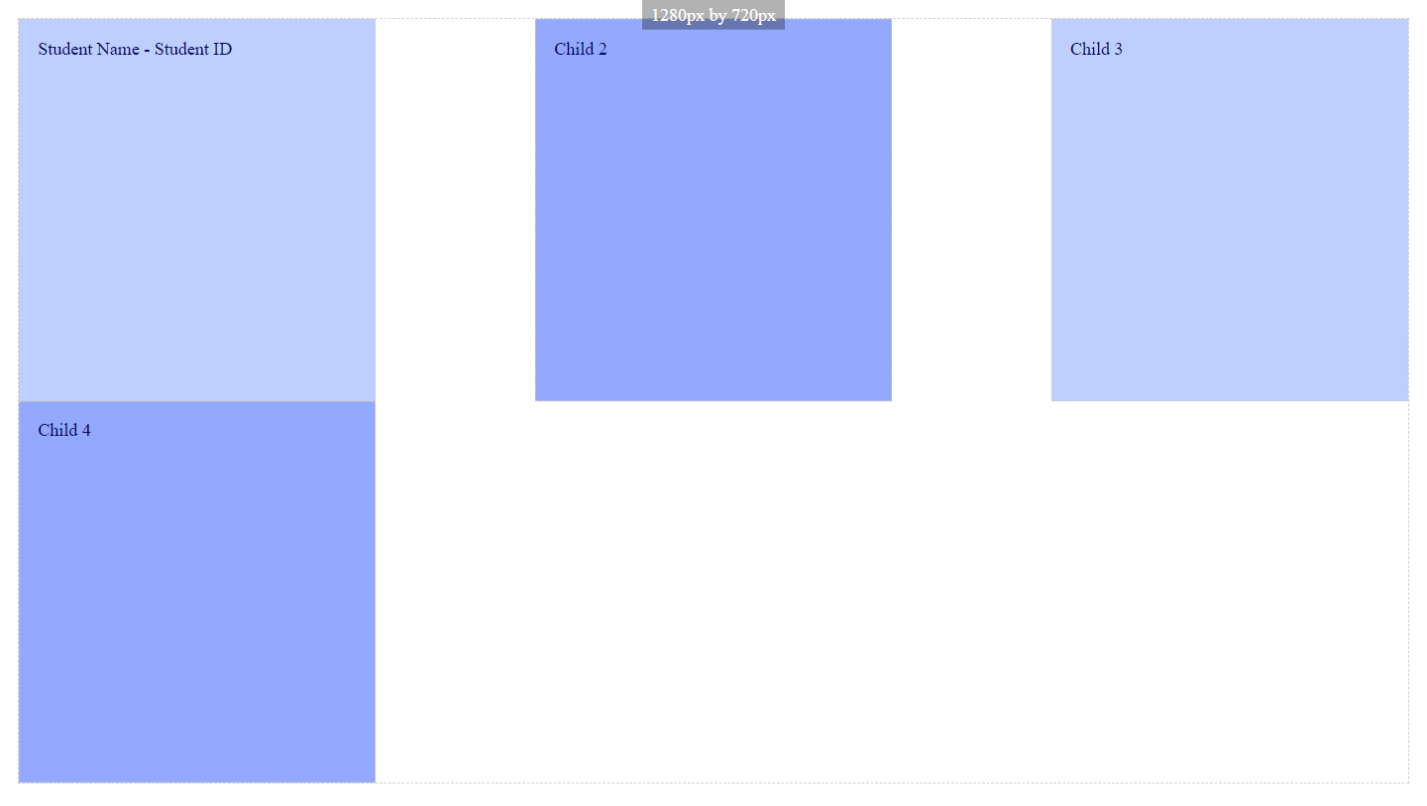 1280px by 720px
Student Name - Student ID
Child 2
Child 3
Child 4